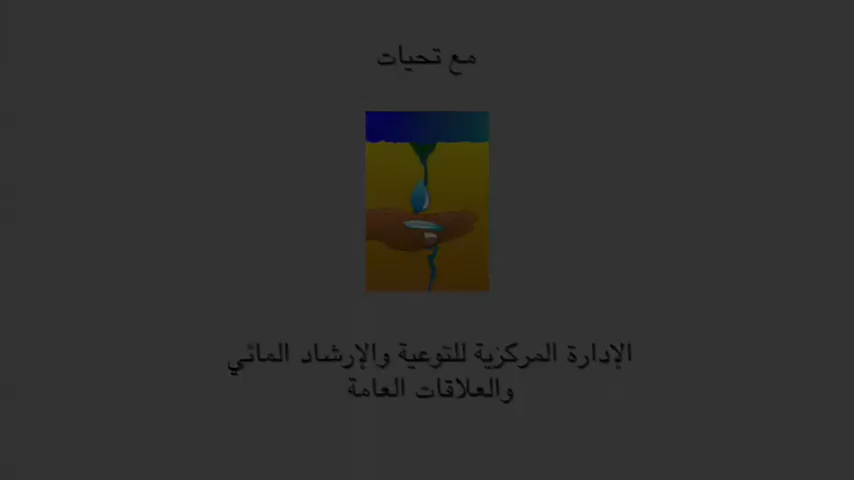 مع تحيات
الإدارة المركزية للتوعية والإرشاد المائي
والعلاقات العامة